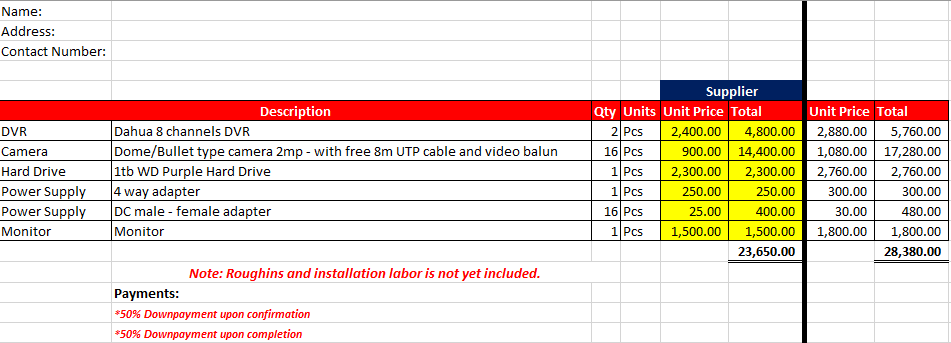 Name:
Address:
Contact Number:
Supplier
Description Qty Units Unit Price Total Unit Price Total
DVR Dahua 8 channels DVR 2 Pcs 2,400.00 4,800.00 2,880.00 5,760.00
Camera Dome/Bullet type camera 2mp - with free 8m UTP cable and video balun 16 Pcs 900.00 14,400.00 1,080.00 17,280.00
Hard Drive 1tb WD Purple Hard Drive 1 Pcs 2,300.00 2,300.00 2,760.00 2,760.00
Power Supply 4 way adapter 1 Pcs 250.00 250.00 300.00 300.00
Power Supply DC male - female adapter 16 Pcs 25.00 400.00 30.00 480.00
Monitor Monitor 1 Pcs 1,500.00 1,500.00 1,800.00 1,800.00
23,650.00 28,380.00
Note: Roughins and installation labor is not yet included.
Payments:
*50% Downpayment upon confirmation
*50% Downpayment upon completion